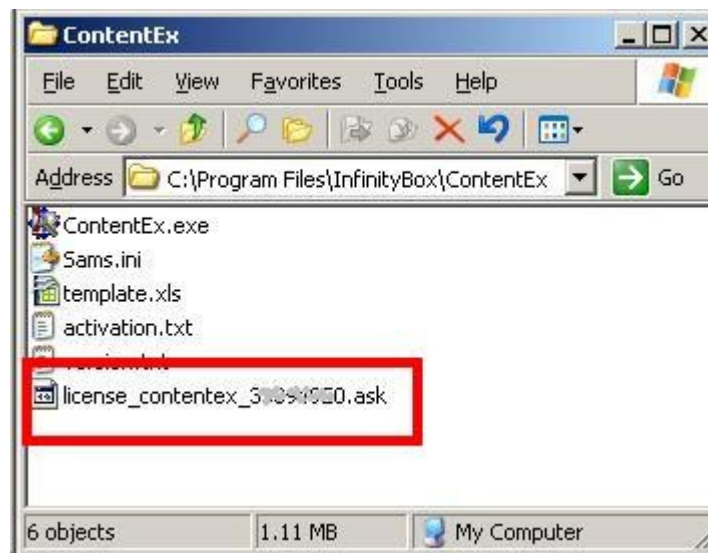 ContentEx
File Edit View Favorites Tools Help
Address C:\Program Files\InfinityBox\ContentEx Go
ContentEx.exe
Sams.ini
template.xls
activation.txt
6 objects 1.11 MB My Computer